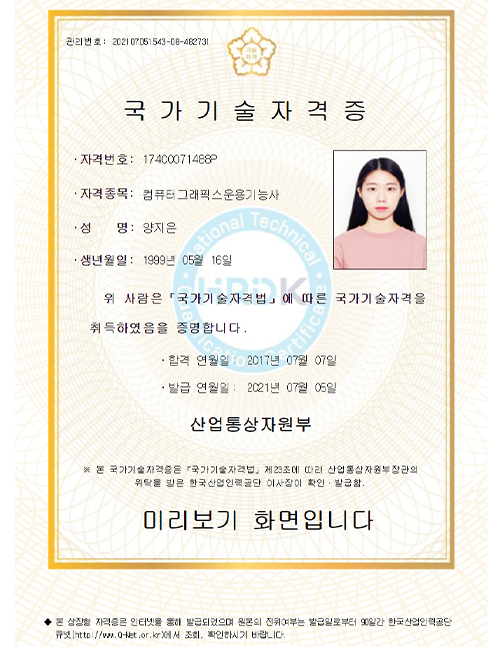 관리번호: 202107051543-08-482731
기술
자격
국가기술자격증
·자격번호: 17400071488P
·자격종목: 컴퓨터그래픽스운용기능사
·성 명: 양지은
·생년월일: 1999년 05월 16일
National Technical
HRDK
Qualification Certificate
위 사람은「국가기술자격법」에 따른 국가기술자격을
취득하였음을 증명합니다.
·합격 연월일: 2017년 07월 07일
·발급 연월일: 2021년 07월 05일
산업통상자원부
※ 본 국가기술자격증은「국가기술자격법」제23조에 따라 산업통상자원부장관의
위탁을 받은 한국산업인력공단 이사장이 확인·발급함.
미리보기 화면입니다
◆ 본 상장형 자격증은 인터넷을 통해 발급되었으며 원본의 진위여부는 발급일로부터 90일간 한국산업인력공단
큐넷(http://www.Q-Net.or.kr)에서 조회, 확인하시기 바랍니다.